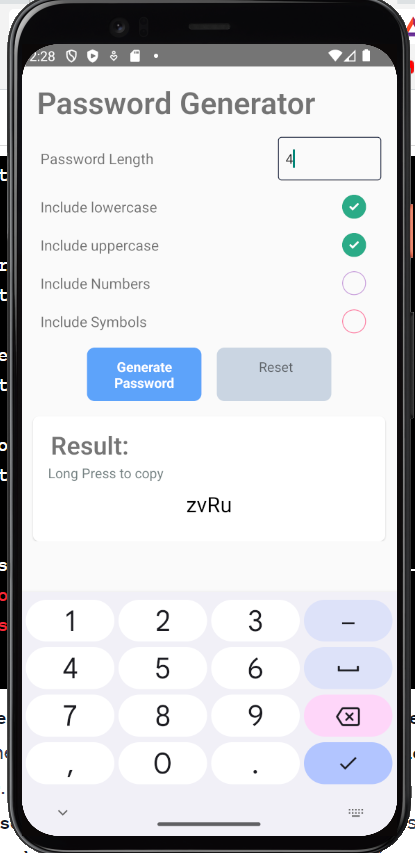 2:28
Password Generator
Password Length
4
Include lowercase
Include uppercase
Include Numbers
Include Symbols
Generate
Password
Reset
Result:
Long Press to copy
zvRu
1 2 3 –
4 5 6
7 8 9
, 0 .